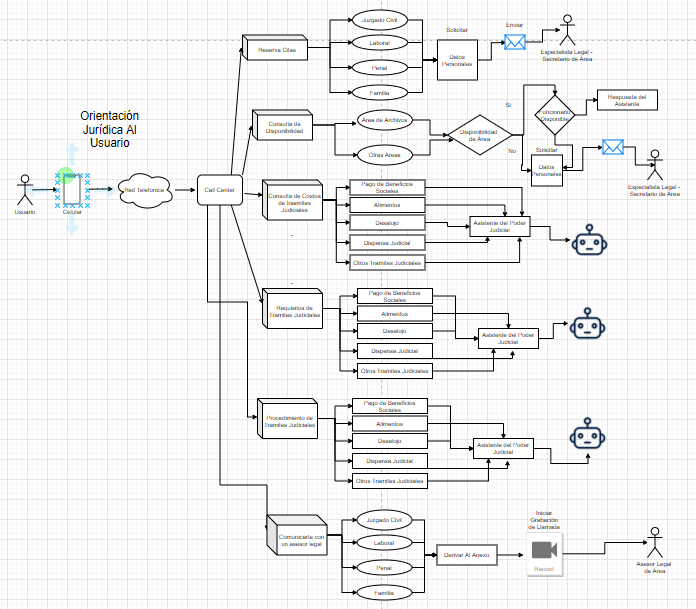 Orientación
Jurídica Al
Usuario
Usuario
Celular
Red Telefónica
Call Center
Reserva Citas
Juzgado Civil
Laboral
Penal
Familia
Solicitar
Datos
Personales
Enviar
Especialista Legal -
Secretario de Area
Consulta de
Disponibilidad
Area de Archivos
Otras Areas
Disponibilidad
de Area
Si
No
Funcionario
Disponible
Respuesta del
Asistente
Solicitar
Datos
Personales
Especialista Legal -
Secretario de Area
Consulta de Costos
de tramites
Judiciales
Pago de Beneficios
Sociales
Alimentos
Desalojo
Dispensa Judicial
Otros Tramites Judiciales
Asistente del Poder
Judicial
Requisitos de
Tramites Judiciales
Pago de Beneficios
Sociales
Alimentos
Desalojo
Dispensa Judicial
Otros Tramites Judiciales
Asistente del Poder
Judicial
Procedimiento de
Tramites Judiciales
Pago de Beneficios
Sociales
Alimentos
Desalojo
Dispensa Judicial
Otros Tramites Judiciales
Asistente del Poder
Judicial
Comunicarte con
un asesor legal
Juzgado Civil
Laboral
Penal
Familia
Derivar Al Anexo
Iniciar
Grabación
de Llamada
Record
Asesor Legal
de Área